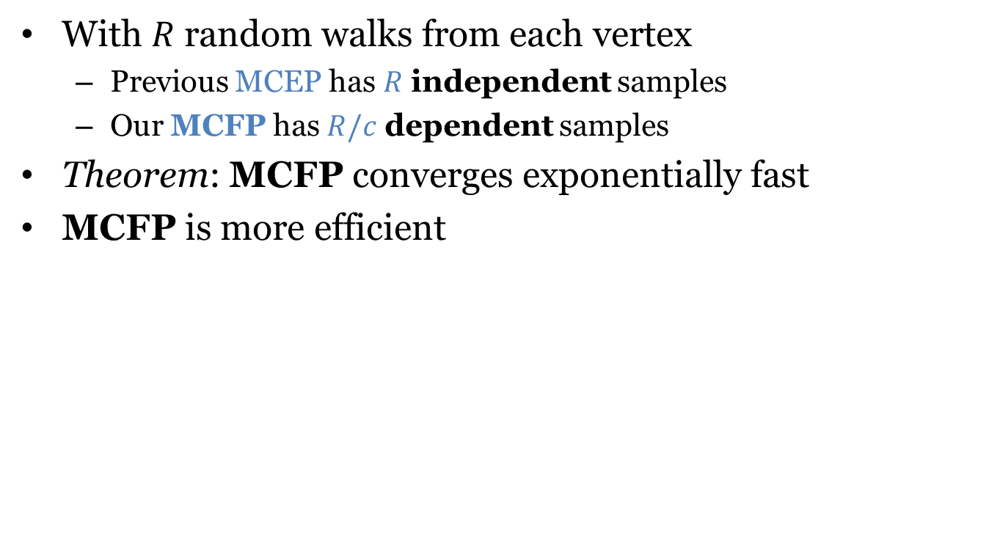 • With R random walks from each vertex
– Previous MCEP has R independent samples
– Our MCFP has R/c dependent samples
• Theorem: MCFP converges exponentially fast
• MCFP is more efficient